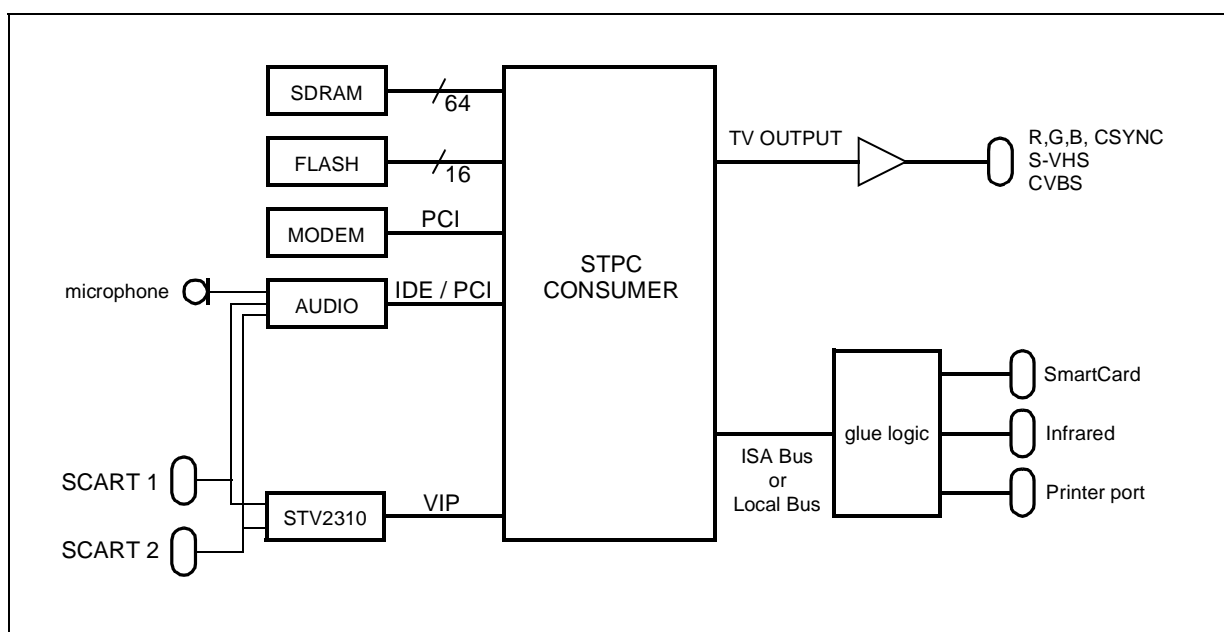 SDRAM
64
FLASH
16
MODEM
PCI
microphone
AUDIO
IDE / PCI
SCART 1
SCART 2
STV2310
VIP
STPC
CONSUMER
TV OUTPUT
R,G,B, CSYNC
S-VHS
CVBS
ISA Bus
or
Local Bus
glue logic
SmartCard
Infrared
Printer port